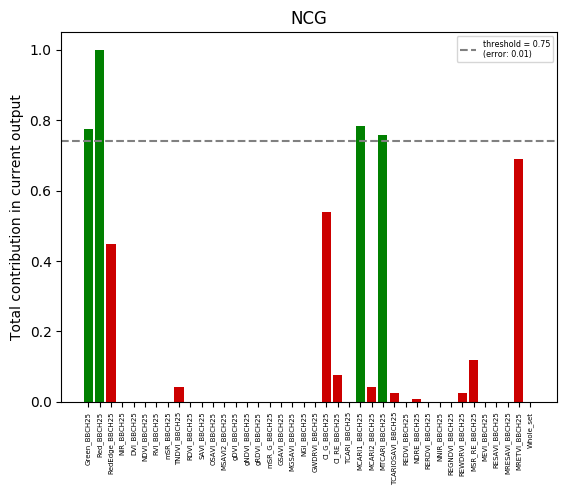 NCG
threshold = 0.75
(error: 0.01)
Total contribution in current output
1.0
0.8
0.6
0.4
0.2
0.0
Green_BBCH25
Red_BBCH25
RedEdge_BBCH25
NIR_BBCH25
DVI_BBCH25
NDVI_BBCH25
RVI_BBCH25
mSR_BBCH25
TNDVI_BBCH25
RDVI_BBCH25
SAVI_BBCH25
OSAVI_BBCH25
MSAVI2_BBCH25
gDVI_BBCH25
gNDVI_BBCH25
gRDVI_BBCH25
mSR_G_BBCH25
GSAVI_BBCH25
MGSAVI_BBCH25
NGI_BBCH25
GWDRVI_BBCH25
CI_G_BBCH25
CI_RE_BBCH25
TCARI_BBCH25
MCARI1_BBCH25
MCARI2_BBCH25
MTCARI_BBCH25
TCARIOSAVI_BBCH25
REDVI_BBCH25
NDRE_BBCH25
RERDVI_BBCH25
NNIR_BBCH25
REGNDVI_BBCH25
REWDRVI_BBCH25
MSR_RE_BBCH25
MEVI_BBCH25
RESAVI_BBCH25
MRESAVI_BBCH25
MRETVI_BBCH25
Whole_set